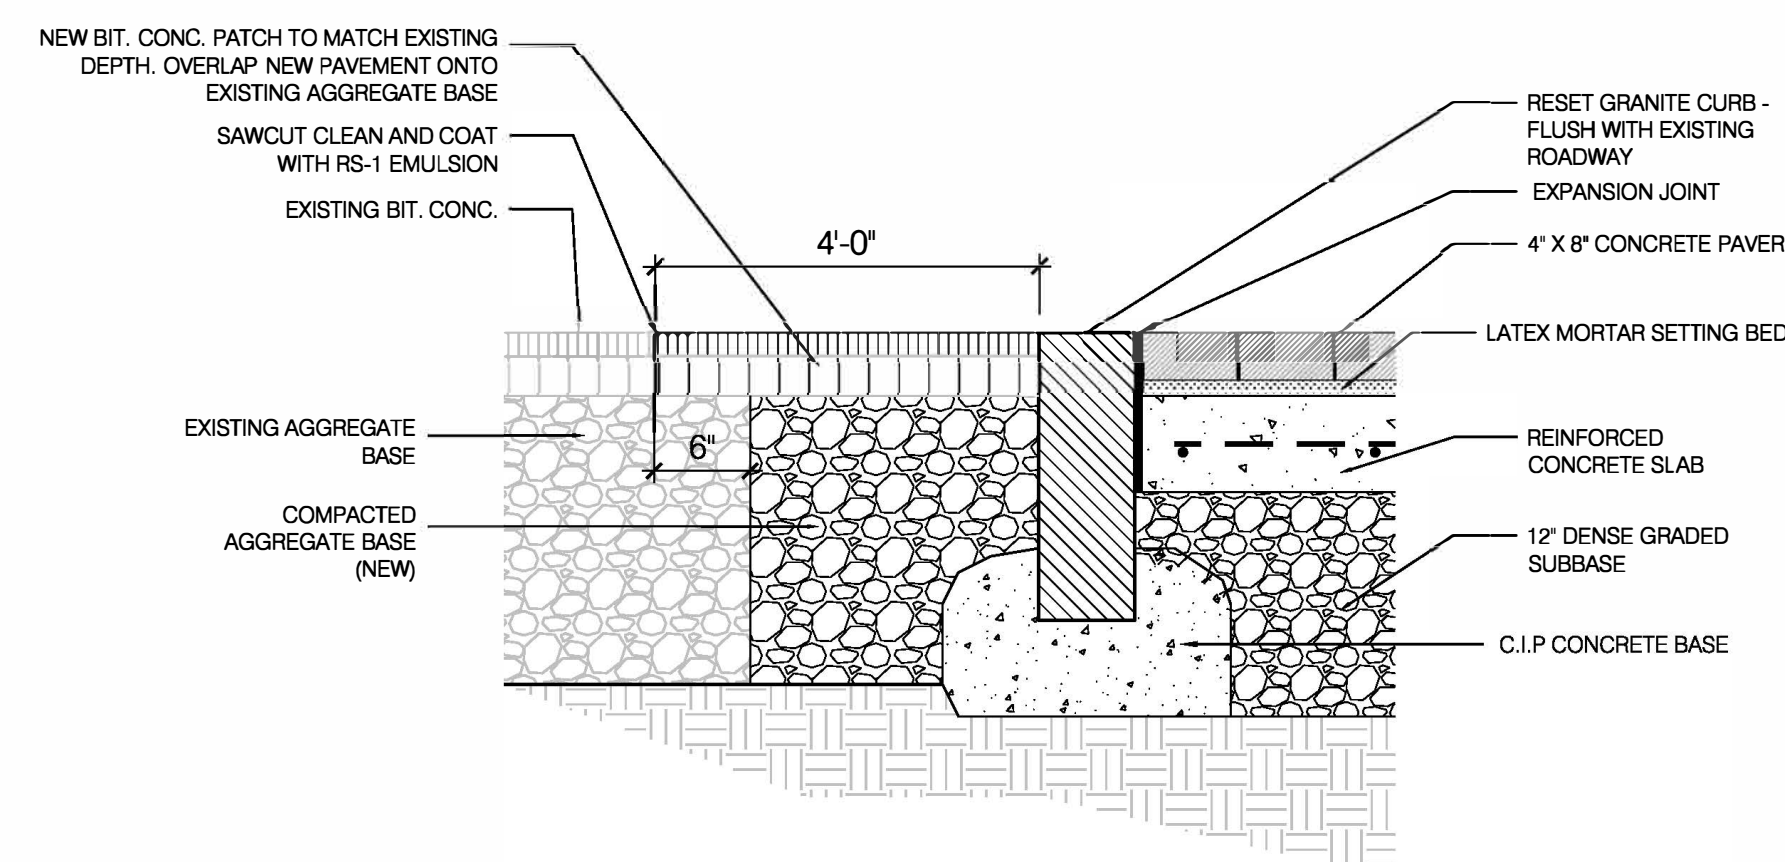 NEW BIT. CONC. PATCH TO MATCH EXISTING
DEPTH. OVERLAP NEW PAVEMENT ONTO
EXISTING AGGREGATE BASE
SAWCUT CLEAN AND COAT
WITH RS-1 EMULSION
EXISTING BIT. CONC.
4'-0"
6"
EXISTING AGGREGATE
BASE
COMPACTED
AGGREGATE BASE
(NEW)
RESET GRANITE CURB -
FLUSH WITH EXISTING
ROADWAY
EXPANSION JOINT
4" X 8" CONCRETE PAVER
LATEX MORTAR SETTING BED
REINFORCED
CONCRETE SLAB
12" DENSE GRADED
SUBBASE
C.I.P CONCRETE BASE